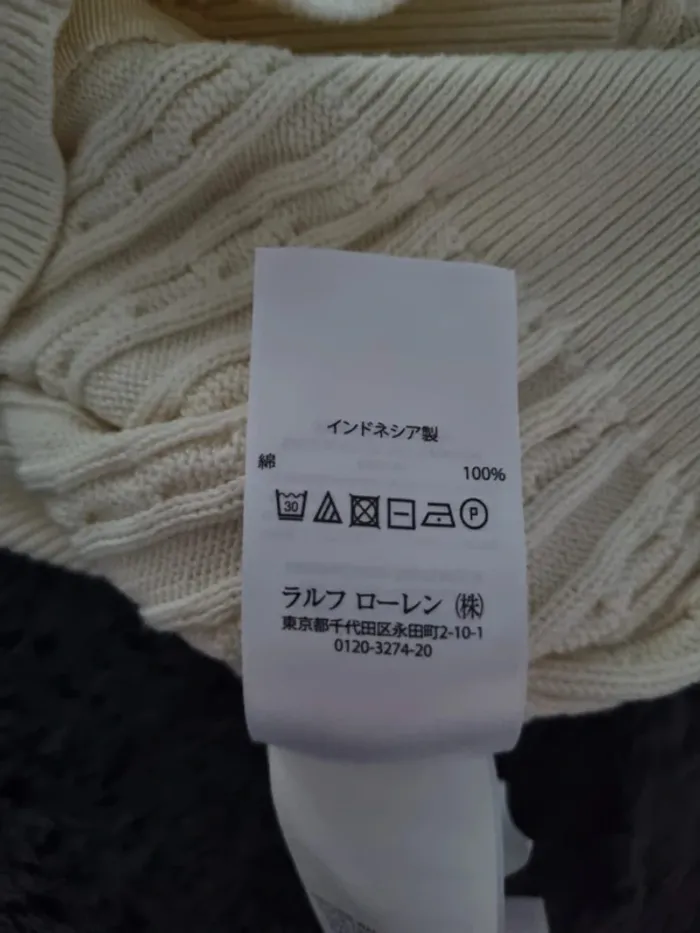 インドネシア製
綿 100%
30 P
ラルフ ローレン (株)
東京都千代田区永田町2-10-1
0120-3274-20